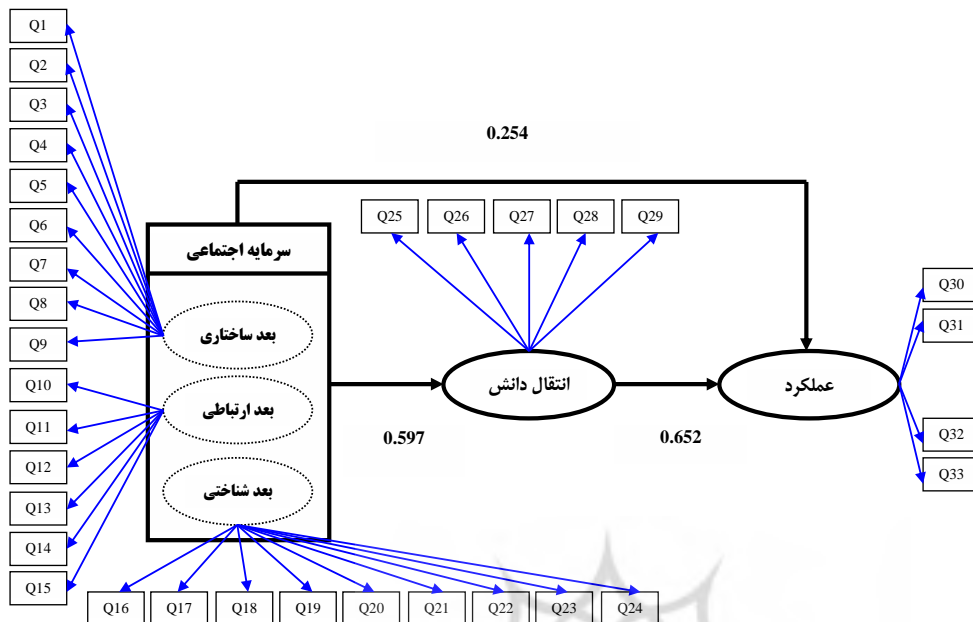 Q1
Q2
Q3
Q4
Q5
Q6
Q7
Q8
Q9
Q10
Q11
Q12
Q13
Q14
Q15
0.254
Q25 Q26 Q27 Q28 Q29
سرمایه اجتماعی
بعد ساختاری
بعد ارتباطی
بعد شناختی
انتقال دانش
عملکرد
0.597
0.652
Q30
Q31
Q32
Q33
Q16 Q17 Q18 Q19 Q20 Q21 Q22 Q23 Q24